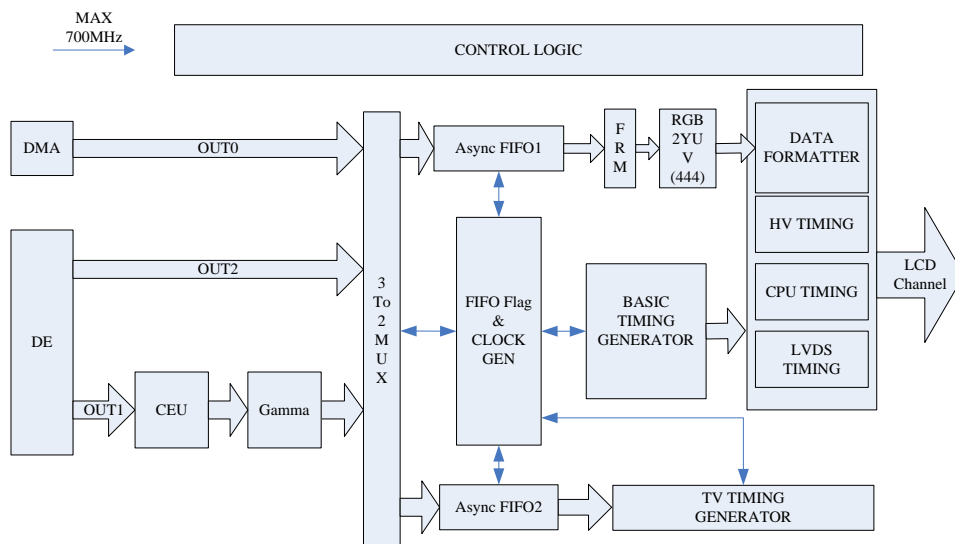 MAX
700MHz
CONTROL LOGIC
DMA
OUT0
Async FIFO1
F
R
M
RGB
2YU
V
(444)
DATA
FORMATTER
HV TIMING
CPU TIMING
LVDS
TIMING
LCD
Channel
DE
OUT2
3
To
2
M
U
X
FIFO Flag
&
CLOCK
GEN
BASIC
TIMING
GENERATOR
OUT1
CEU
Gamma
Async FIFO2
TV TIMING
GENERATOR